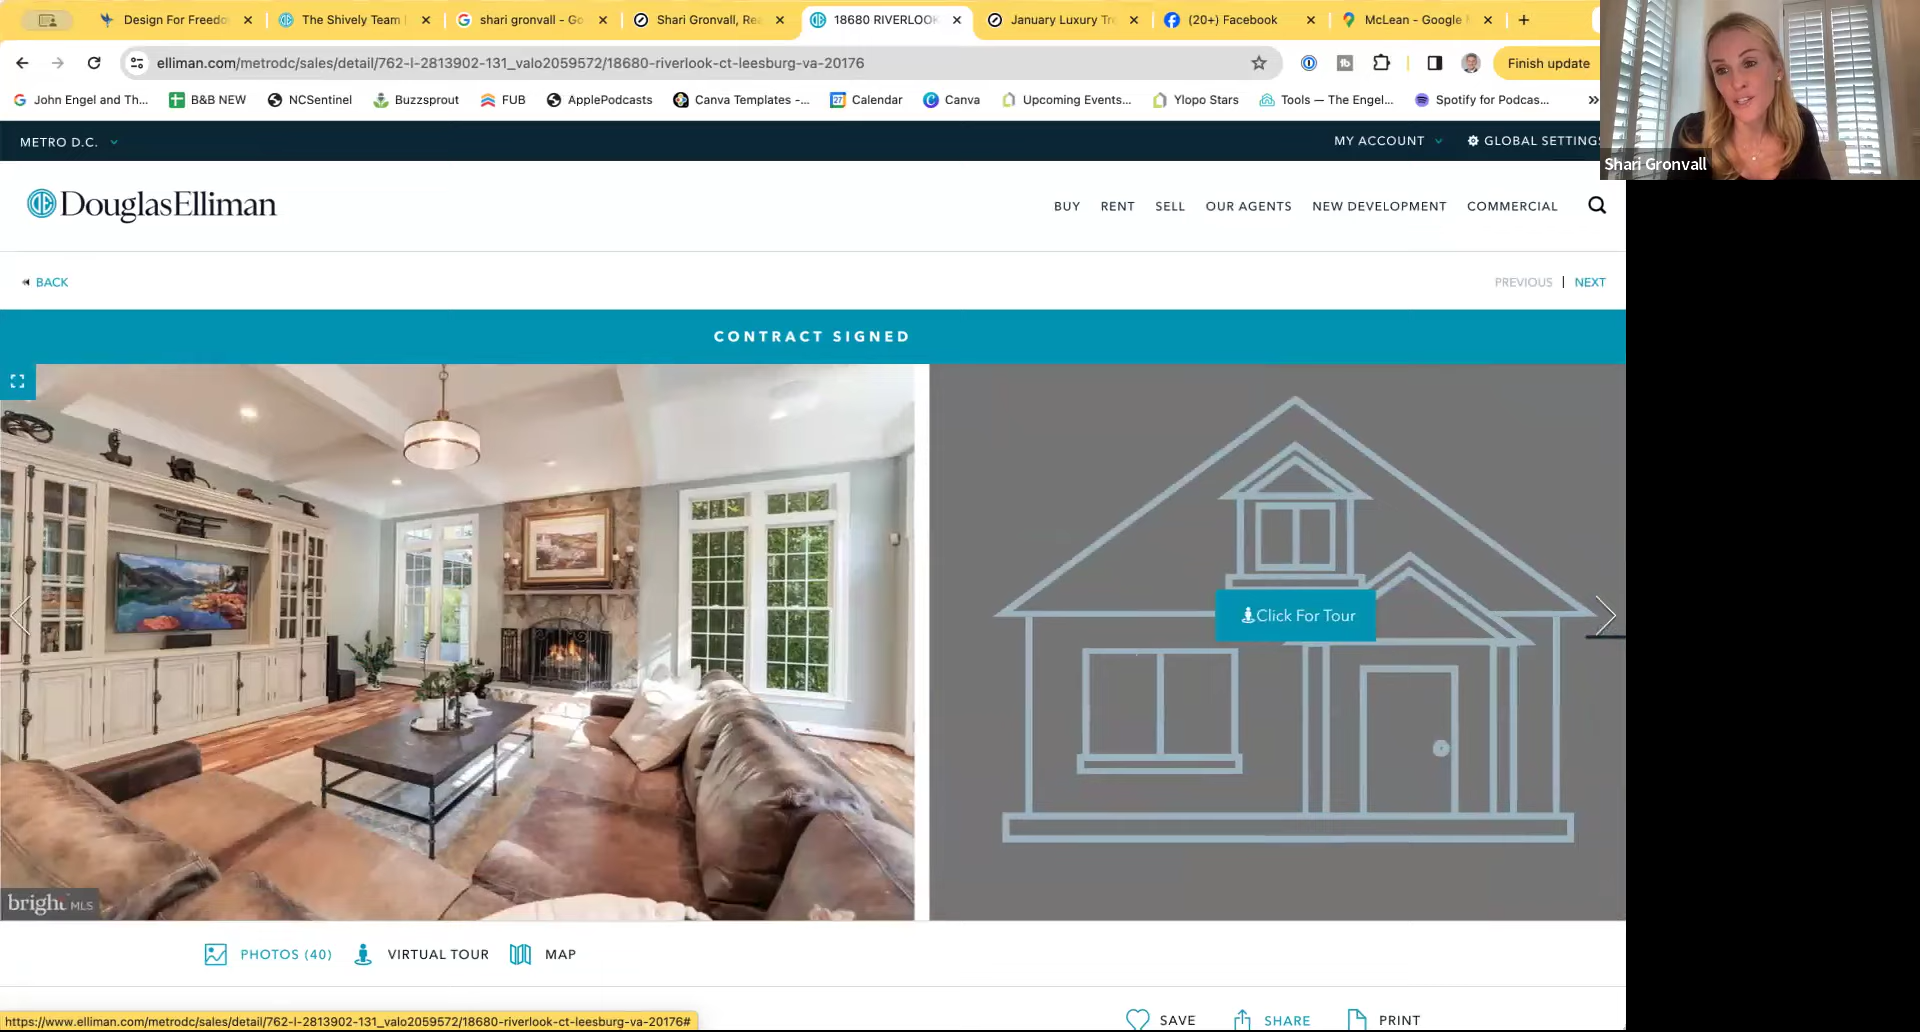 Design For Freedo
The Shively Team
shari gronvall - Go
Shari Gronvall, Rea
18680 RIVERLOOK
January Luxury Tr
(20+) Facebook
McLean - Google
elliman.com/metrodc/sales/detail/762-l-2813902-131_valo2059572/18680-riverlook-ct-leesburg-va-20176
Finish update
John Engel and Th...
B&B NEW
NCSentinel
Buzzsprout
FUB
ApplePodcasts
Canva Templates -...
Calendar
Canva
Upcoming Events...
Ylopo Stars
Tools — The Engel...
Spotify for Podcas...
»
Shari Gronvall
METRO D.C.
MY ACCOUNT
GLOBAL SETTINGS
DouglasElliman
BUY
RENT
SELL
OUR AGENTS
NEW DEVELOPMENT
COMMERCIAL
BACK
PREVIOUS | NEXT
CONTRACT SIGNED
Click For Tour
bright MLS
PHOTOS (40)
VIRTUAL TOUR
MAP
https://www.elliman.com/metrodc/sales/detail/762-l-2813902-131_valo2059572/18680-riverlook-ct-leesburg-va-20176#
SAVE
SHARE
PRINT